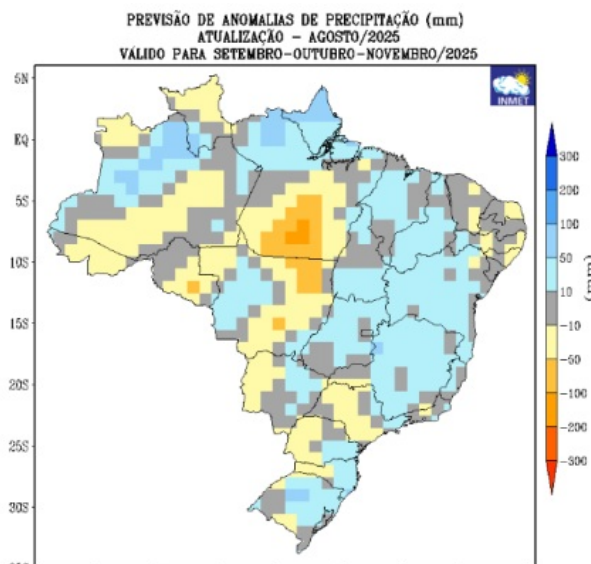 PREVISÃO DE ANOMALIAS DE PRECIPITAÇÃO (mm)
ATUALIZAÇÃO - AGOSTO/2025
VÁLIDO PARA SETEMBRO-OUTUBRO-NOVEMBRO/2025
INMET
5N
EQ
5S
10S
15S
20S
25S
30S
300
200
100
50
10
-10
-50
-100
-200
-300
(mm)